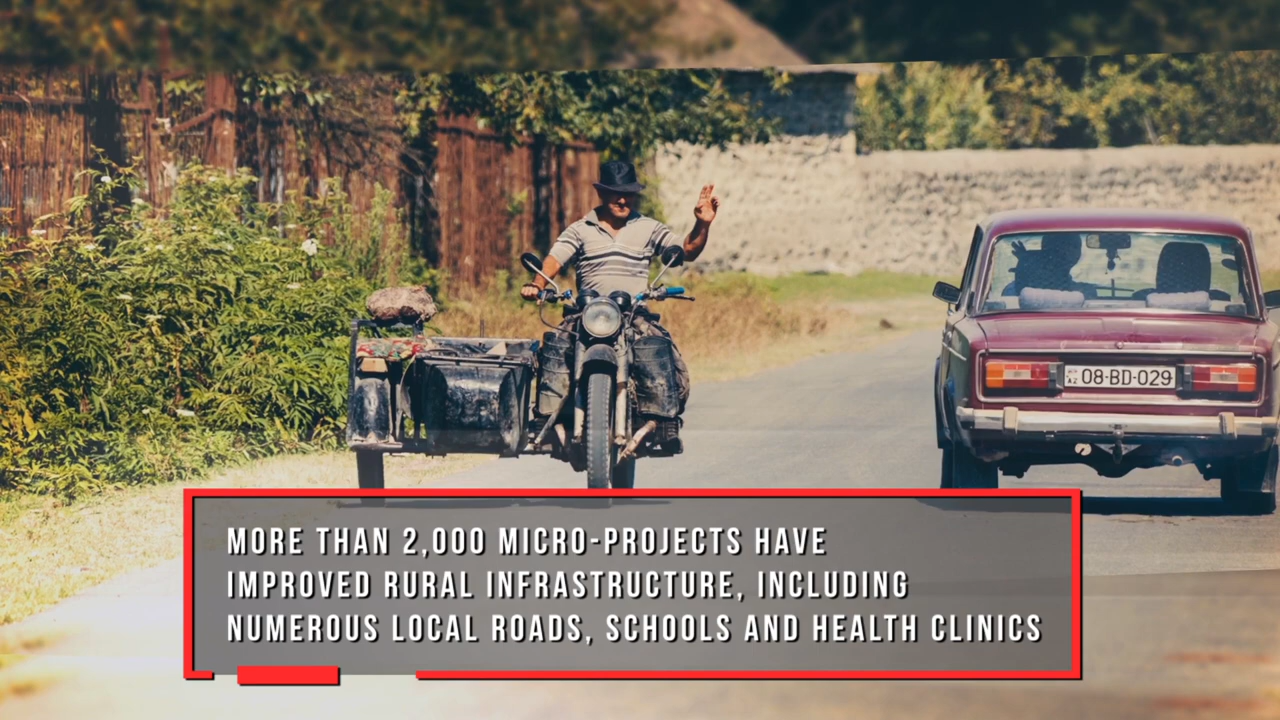 AZ 08-BD-029
MORE THAN 2,000 MICRO-PROJECTS HAVE
IMPROVED RURAL INFRASTRUCTURE, INCLUDING
NUMEROUS LOCAL ROADS, SCHOOLS AND HEALTH CLINICS